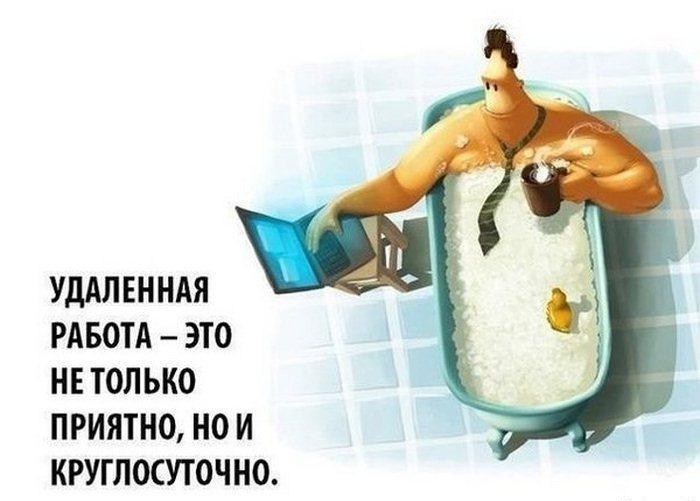 УДАЛЕННАЯ
РАБОТА – ЭТО
НЕ ТОЛЬКО
ПРИЯТНО, НО И
КРУГЛОСУТОЧНО.